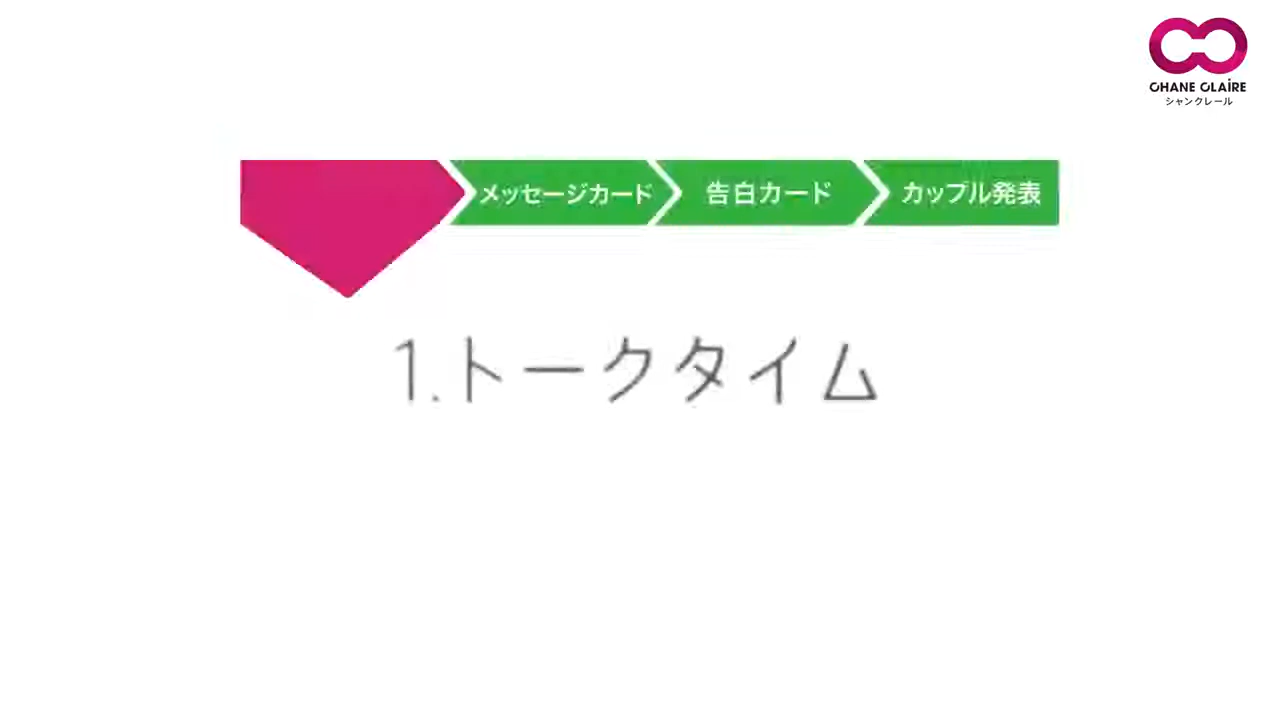 CHANE CLAIRE
シャンクレール
メッセージカード
告白カード
カップル発表
1.トークタイム